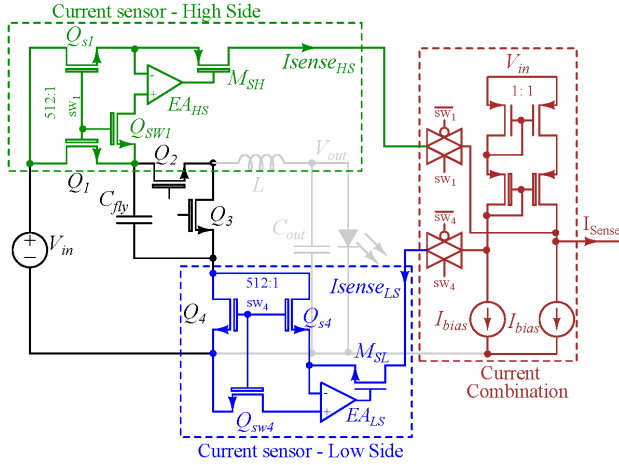 Current sensor - High Side
Qs1
MSH
IsenseHS
512:1
sw1
-
+
EAHS
QSW1
Q1
Q2
Vin
1: 1
sw1
sw1
Cfly
Q3
L
Vout
Cout
Vin
+
-
sw4
sw4
ISense
512:1
IsenseLS
Q4
sw4
Qs4
Ibias
Ibias
MSL
-
+
EALS
Qsw4
Current
Combination
Current sensor - Low Side